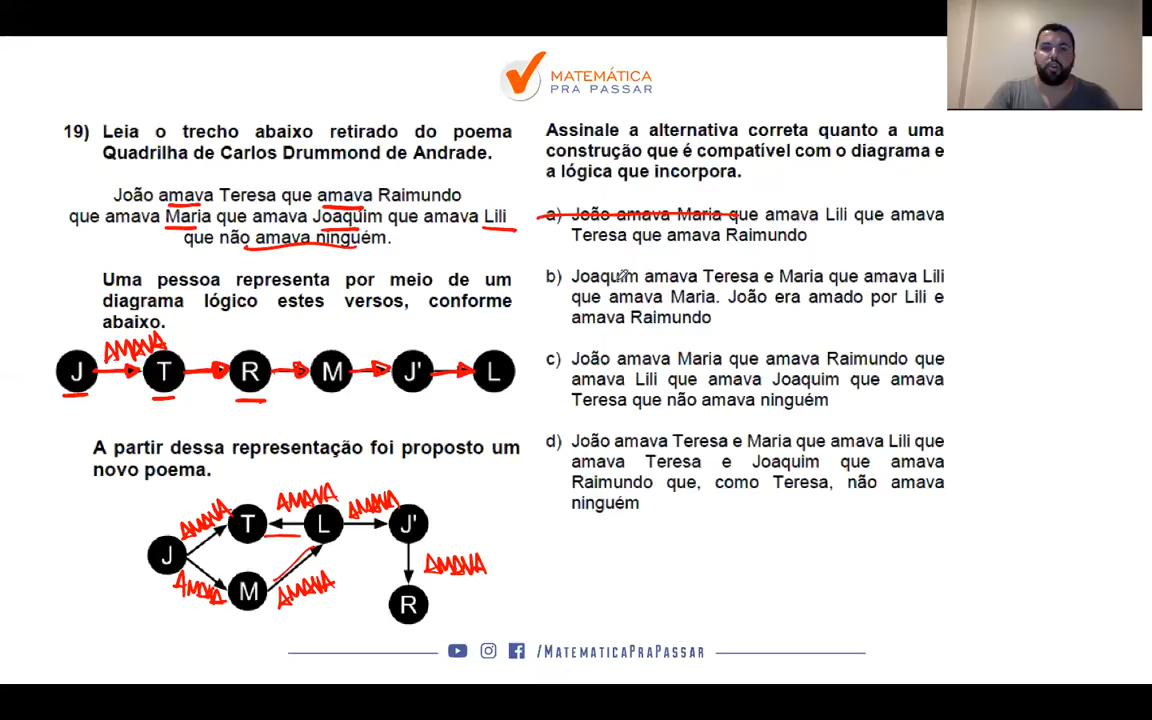 MATEMÁTICA
PRA PASSAR
19) Leia o trecho abaixo retirado do poema
Quadrilha de Carlos Drummond de Andrade.
João amava Teresa que amava Raimundo
que amava Maria que amava Joaquim que amava Lili
que não amava ninguém.
Uma pessoa representa por meio de um
diagrama lógico estes versos, conforme
abaixo.
AMAVA
J T R M J' L
A partir dessa representação foi proposto um
novo poema.
AMAVA AMAVA AMAVA
T L J'
J
AMAVA
AMAVA AMAVA
M R
Assinale a alternativa correta quanto a uma
construção que é compatível com o diagrama e
a lógica que incorpora.
a) João amava Maria que amava Lili que amava
Teresa que amava Raimundo
b) Joaquim amava Teresa e Maria que amava Lili
que amava Maria. João era amado por Lili e
amava Raimundo
c) João amava Maria que amava Raimundo que
amava Lili que amava Joaquim que amava
Teresa que não amava ninguém
d) João amava Teresa e Maria que amava Lili que
amava Teresa e Joaquim que amava
Raimundo que, como Teresa, não amava
ninguém
/MATEMATICAPRAPASSAR